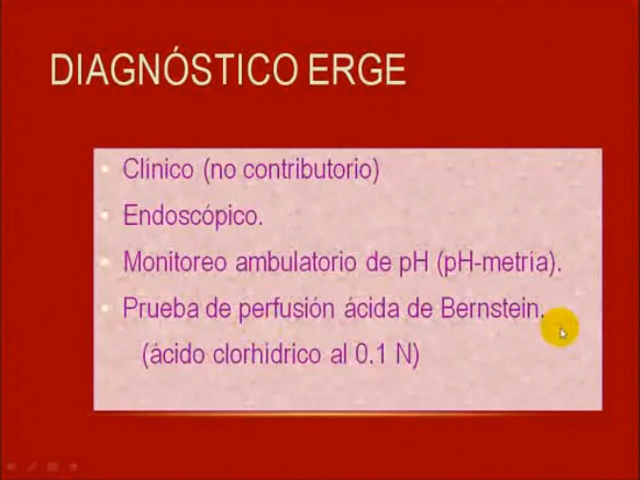 DIAGNÓSTICO ERGE
Clínico (no contributorio)
Endoscópico.
Monitoreo ambulatorio de pH (pH-metría).
Prueba de perfusión ácida de Bernstein.
(ácido clorhídrico al 0.1 N)